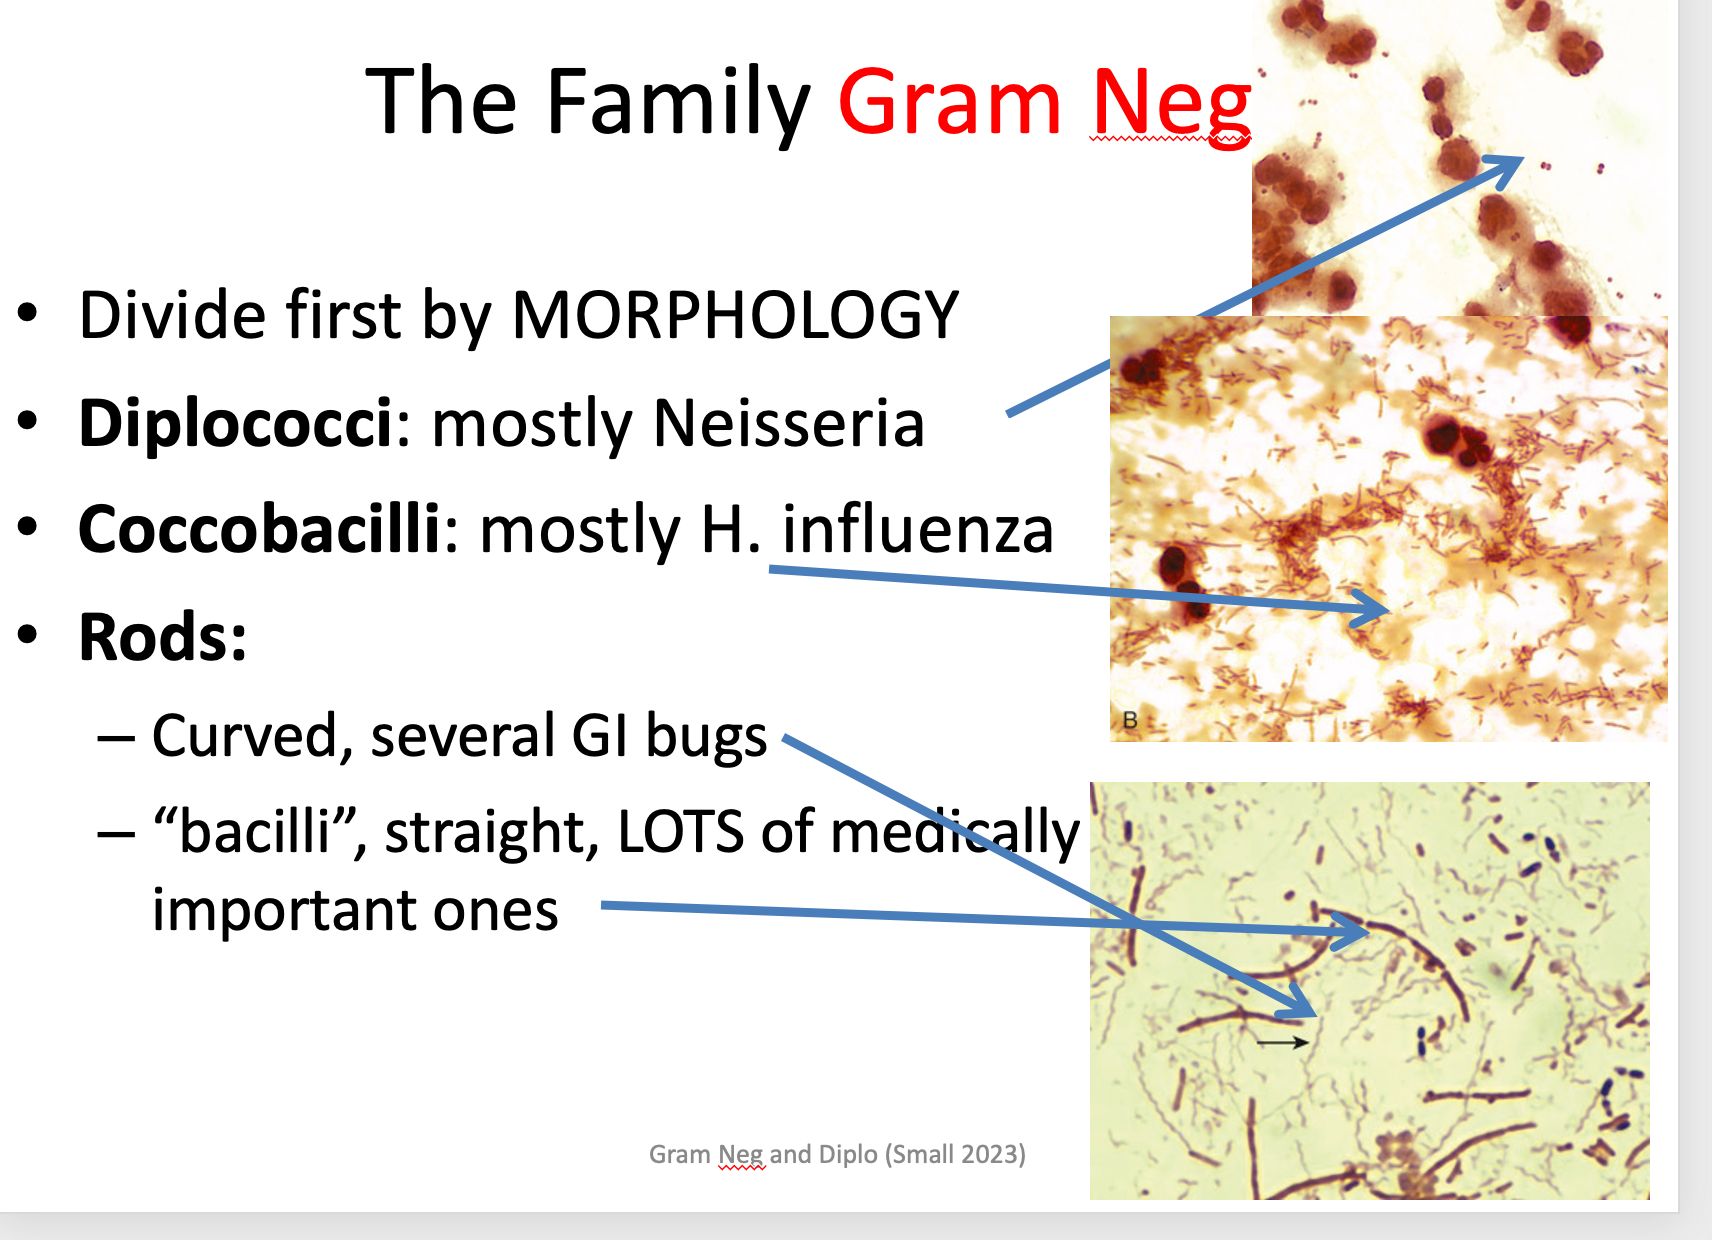 The Family Gram Neg
• Divide first by MORPHOLOGY
• Diplococci: mostly Neisseria
• Coccobacilli: mostly H. influenza
• Rods:
– Curved, several GI bugs
– “bacilli”, straight, LOTS of medically
important ones
B
Gram Neg and Diplo (Small 2023)